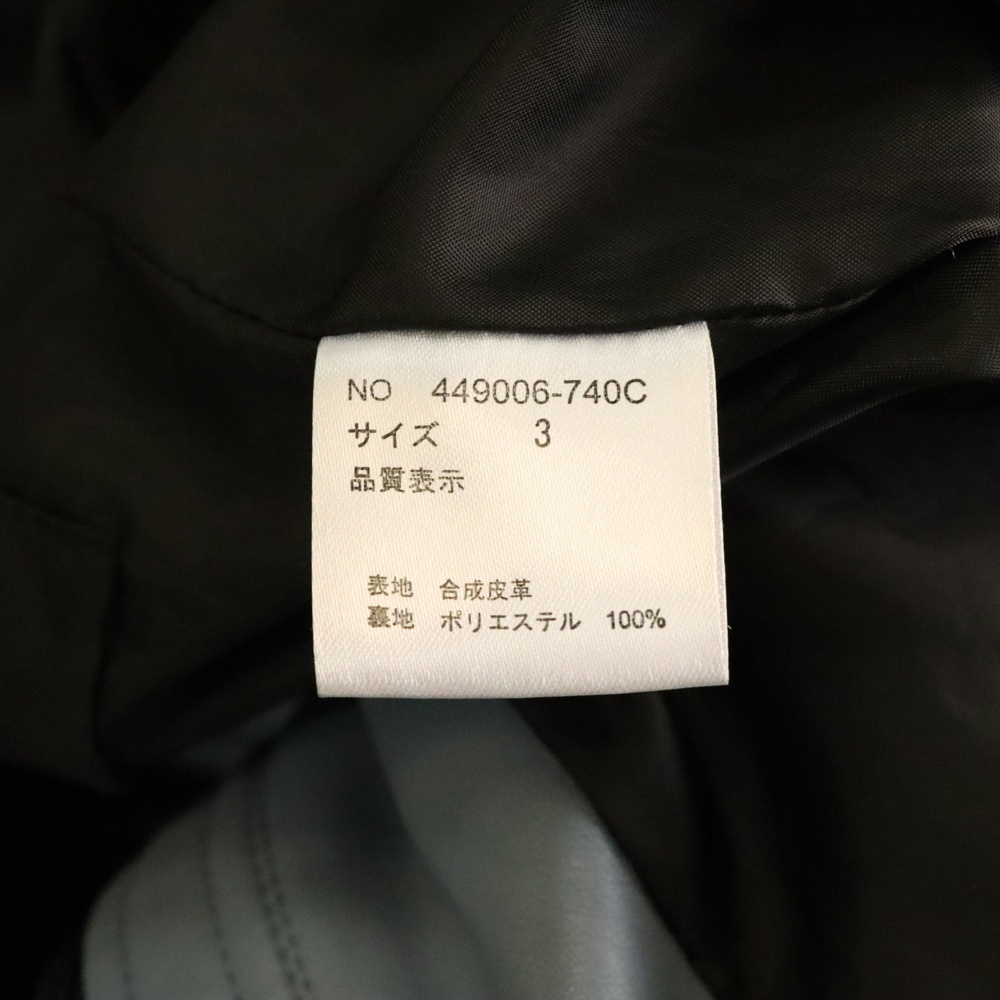 NO 449006-740C
サイズ 3
品質表示
表地 合成皮革
裏地 ポリエステル 100%